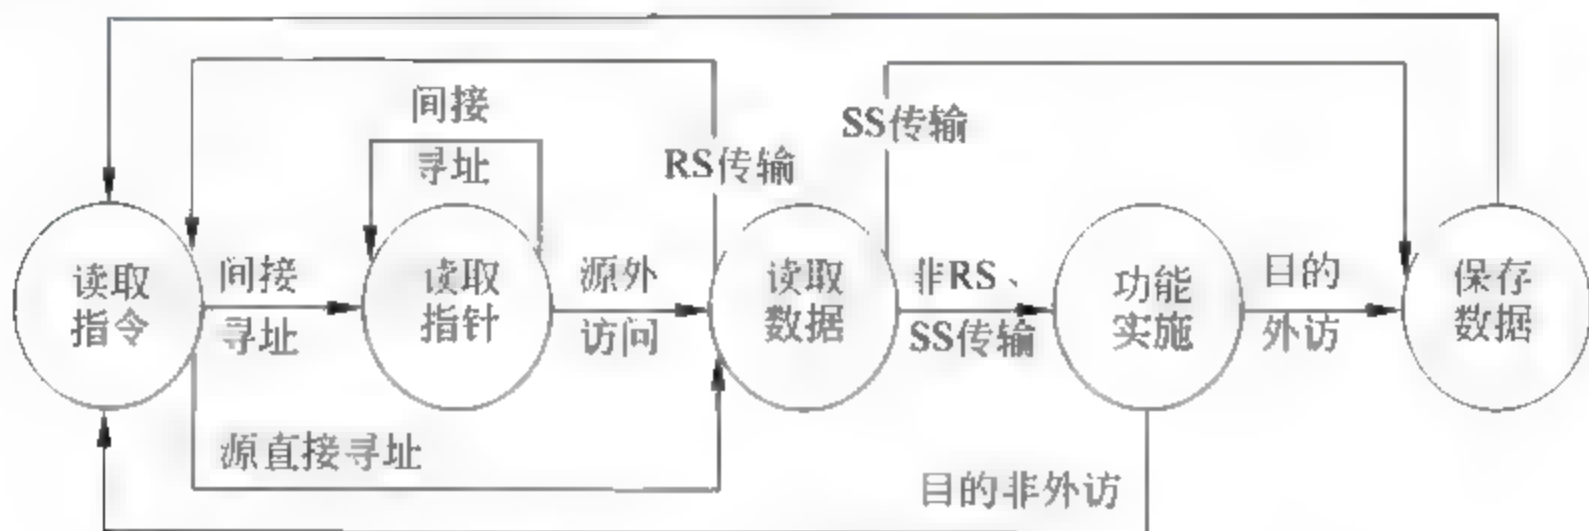 间接
寻址
RS传输
SS传输
读取
指令
间接
寻址
读取
指针
源外
访问
读取
数据
非RS、
SS传输
功能
实施
目的
外访
保存
数据
源直接寻址
目的非外访